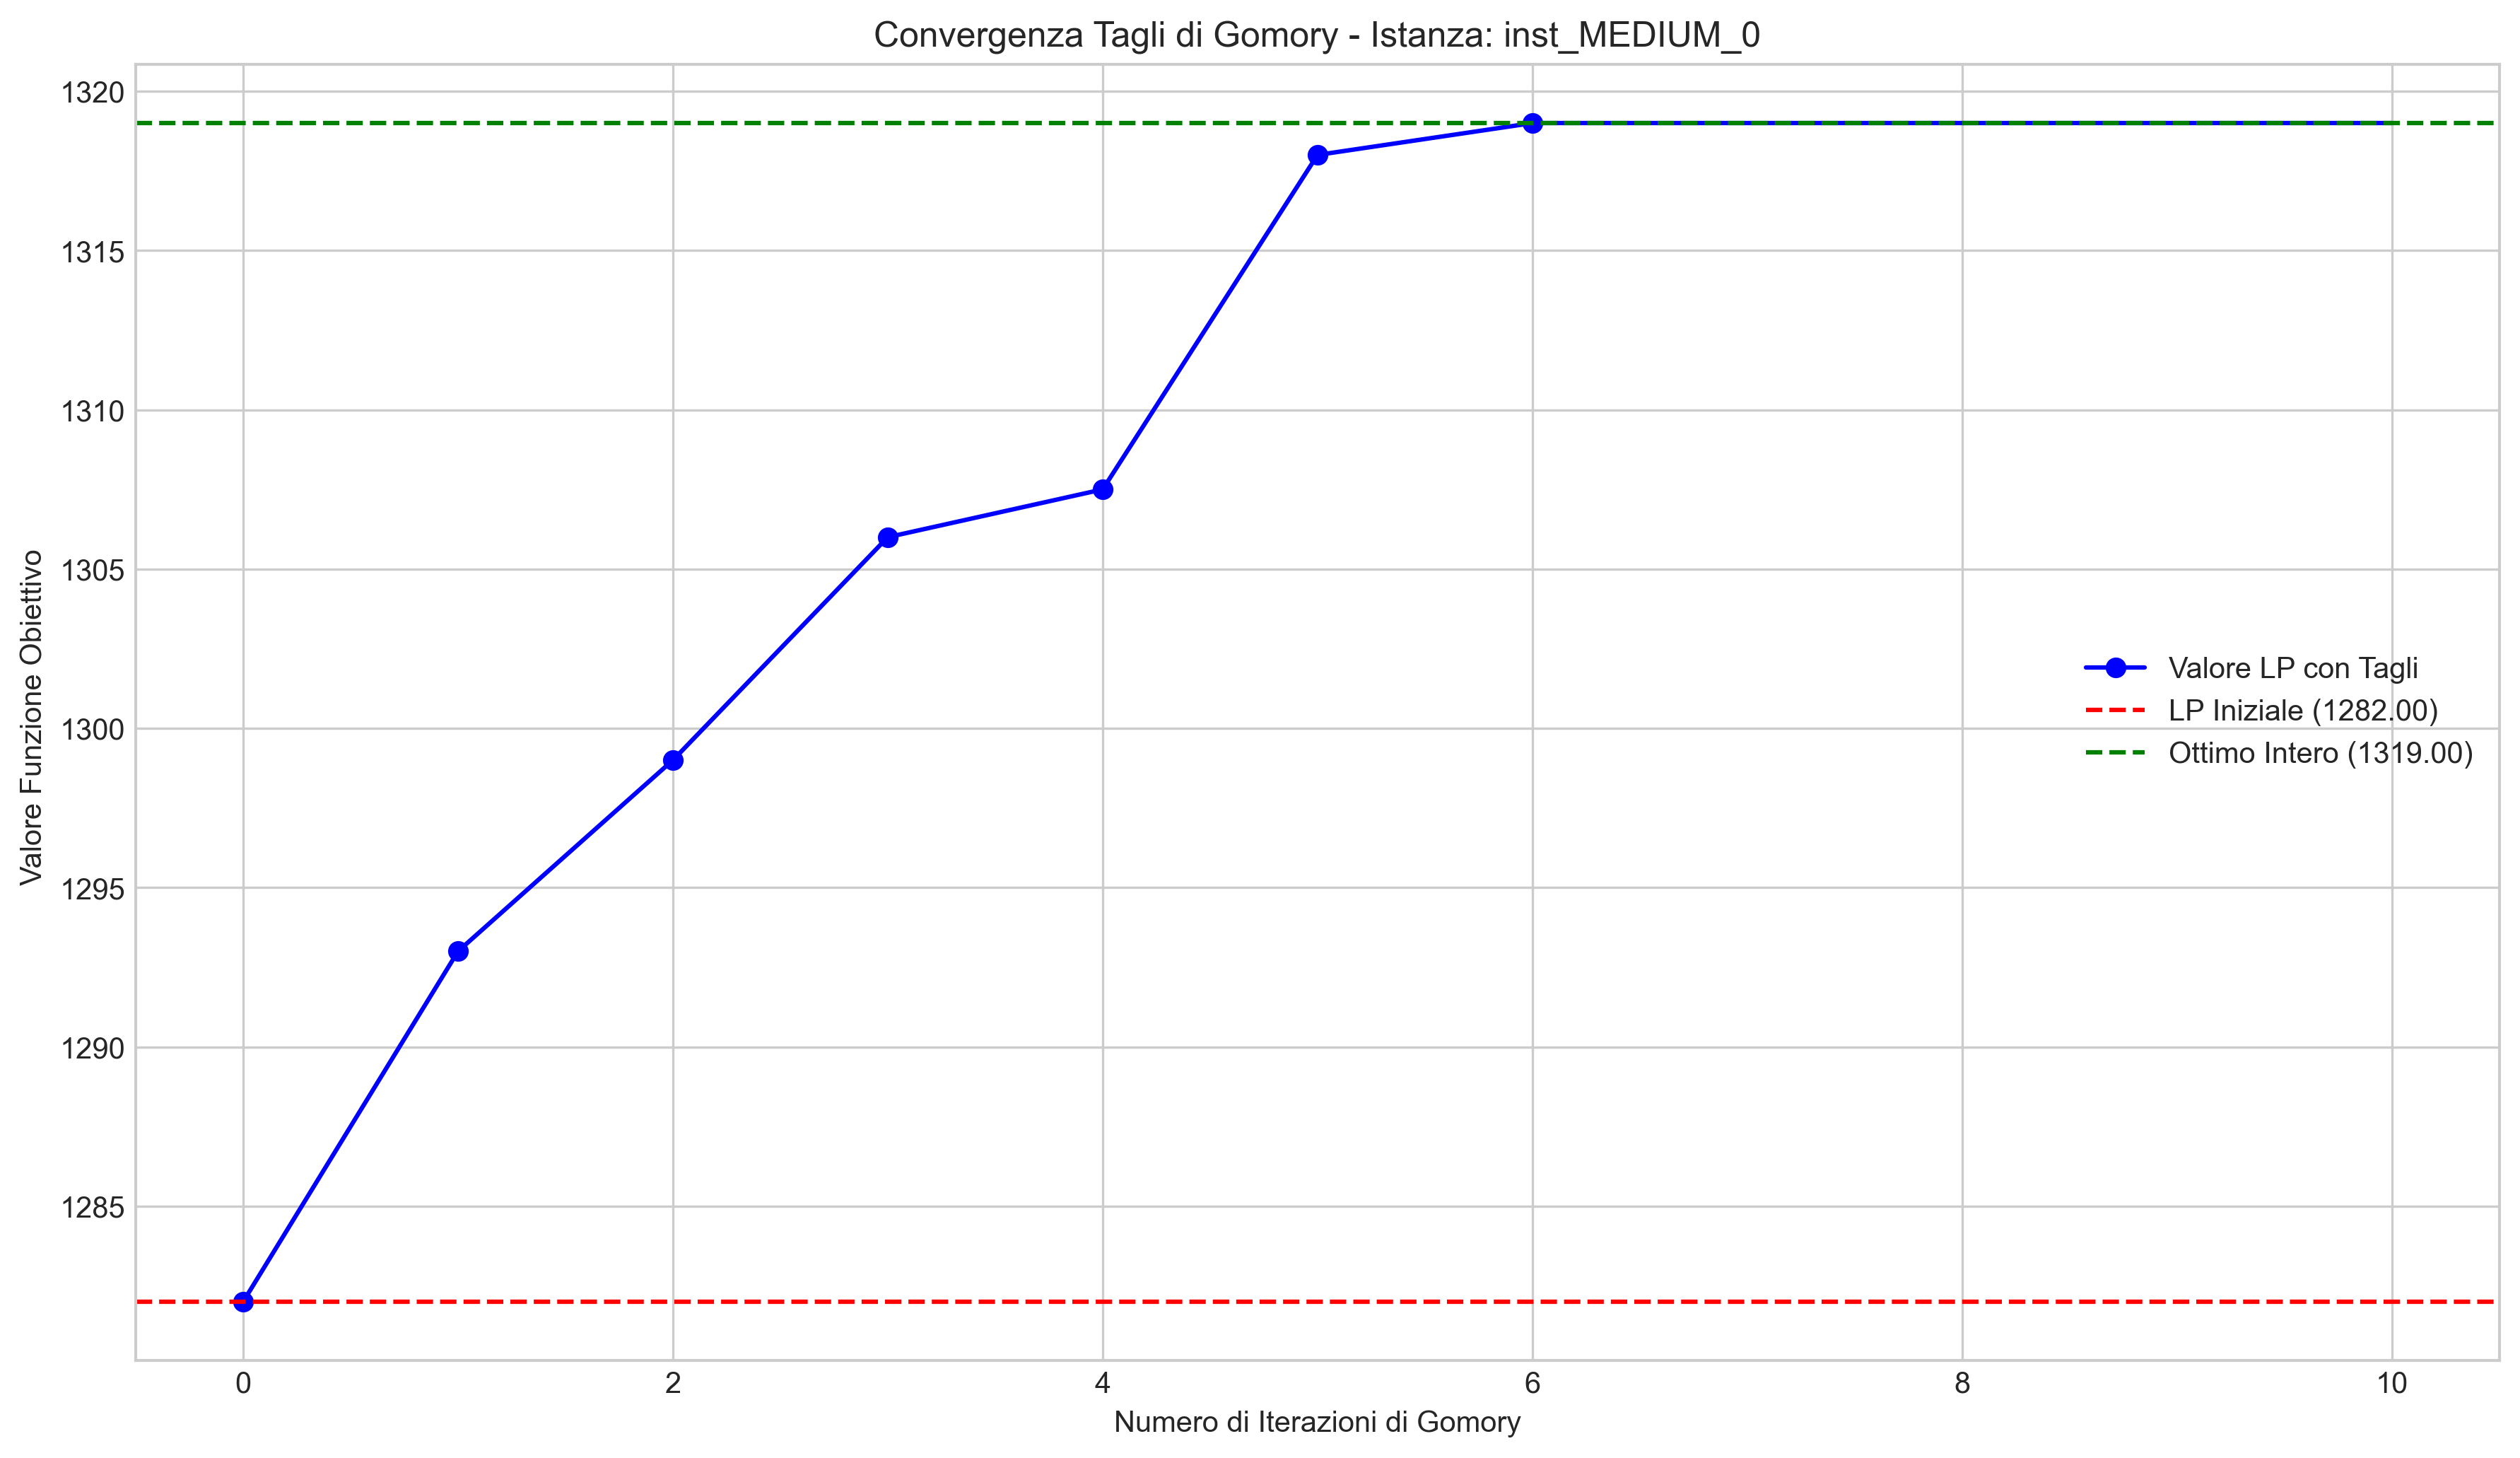 Convergenza Tagli di Gomory - Istanza: inst_MEDIUM_0
Valore Funzione Obiettivo
1320
1315
1310
1305
1300
1295
1290
1285
Valore LP con Tagli
LP Iniziale (1282.00)
Ottimo Intero (1319.00)
0
2
4
6
8
10
Numero di Iterazioni di Gomory